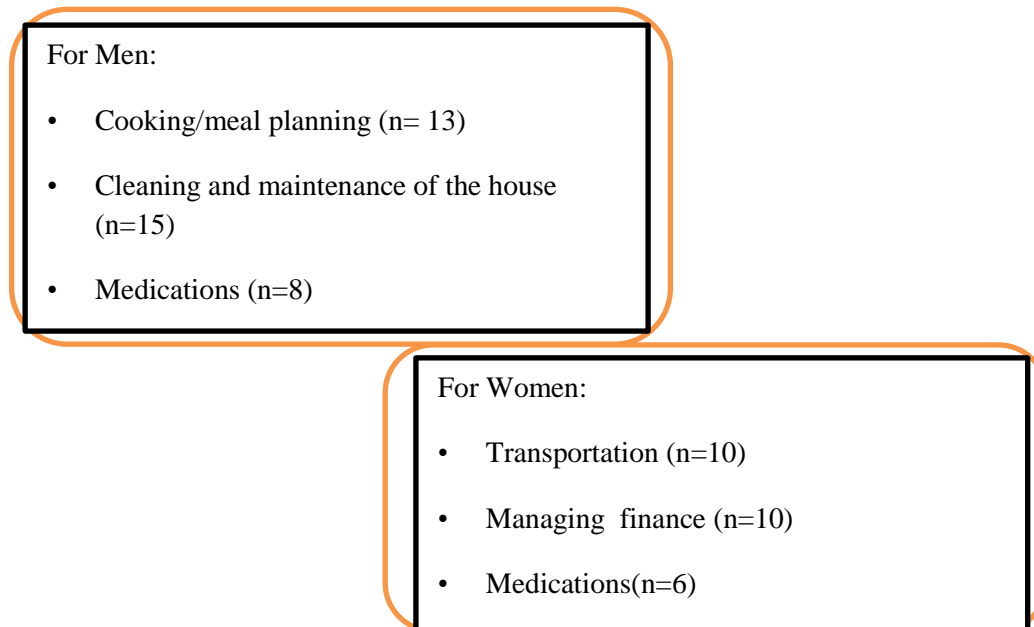 For Men:
• Cooking/meal planning (n= 13)
• Cleaning and maintenance of the house
(n=15)
• Medications (n=8)
For Women:
• Transportation (n=10)
• Managing  finance (n=10)
• Medications(n=6)